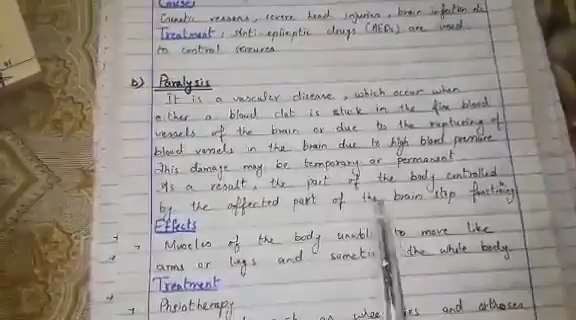 Cause;
Genetic reasons, severe head injuries, brain infection etc
Treatment; Anti-epileptic drugs (AEDs) are used
to control seizures
b) Paralysis
It is a vascular disease, which occur when
either a blood clot is stuck in the fine blood
vessels of the brain or due to the rapturing of
blood vessels in the brain due to high blood pressure
This damage may be temporary or permanent
As a result, the part of the body controlled
by the affected part of the brain stop functining
Effects
→ Muscles of the body unable to move like
arms or legs and the whole body
Treatment
→ Phsiotherapy
as and orthoses